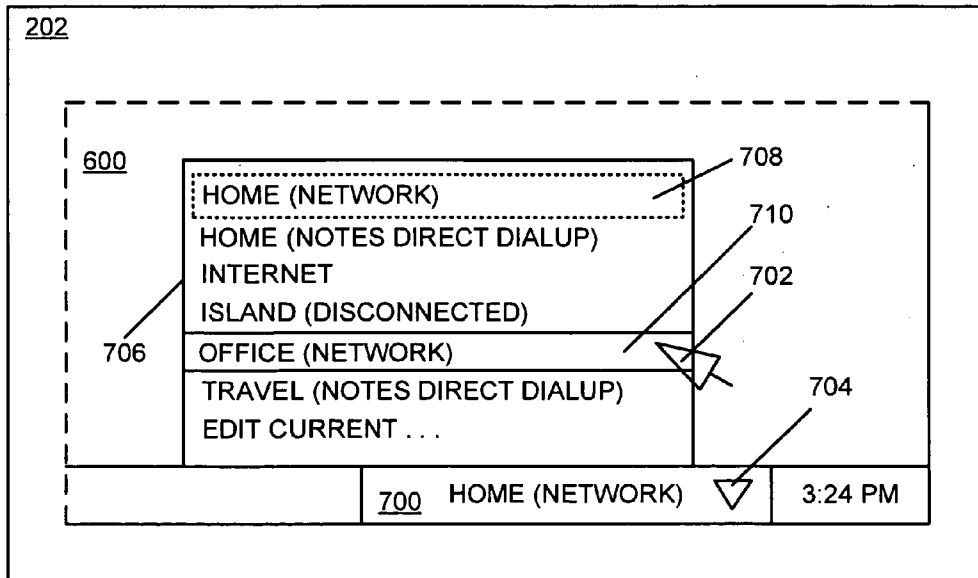 202
600
708
HOME (NETWORK)
710
HOME (NOTES DIRECT DIALUP)
INTERNET
702
ISLAND (DISCONNECTED)
706
OFFICE (NETWORK)
TRAVEL (NOTES DIRECT DIALUP)
704
EDIT CURRENT . . .
700 HOME (NETWORK) 3:24 PM